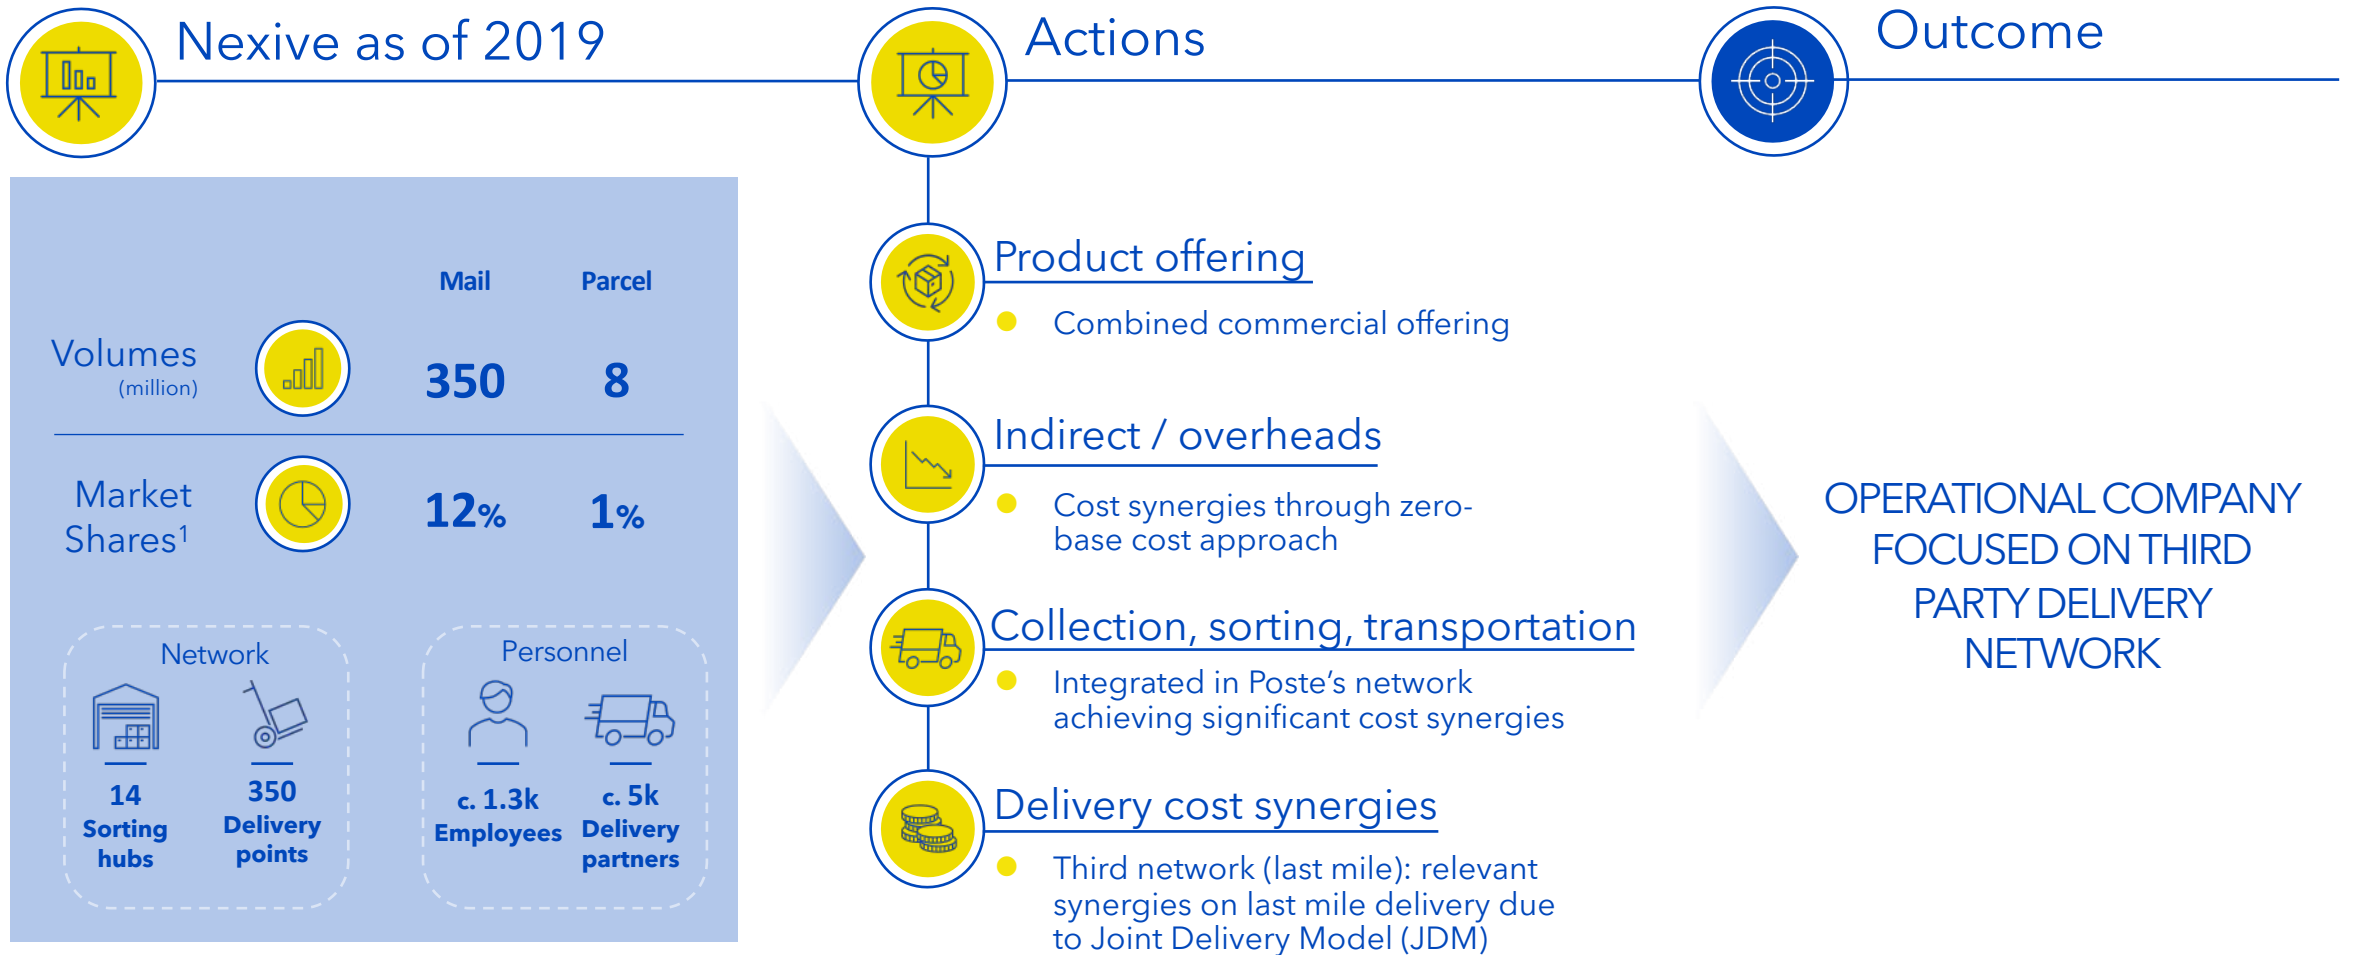 Nexive as of 2019
Actions
Outcome
Mail Parcel
Volumes
(million)
350 8
Market
Shares1
12% 1%
Network
14
Sorting
hubs
350
Delivery
points
Personnel
c. 1.3k
Employees
c. 5k
Delivery
partners
Product offering
Combined commercial offering
Indirect / overheads
Cost synergies through zero-
base cost approach
Collection, sorting, transportation
Integrated in Poste’s network
achieving significant cost synergies
Delivery cost synergies
Third network (last mile): relevant
synergies on last mile delivery due
to Joint Delivery Model (JDM)
OPERATIONAL COMPANY
FOCUSED ON THIRD
PARTY DELIVERY
NETWORK